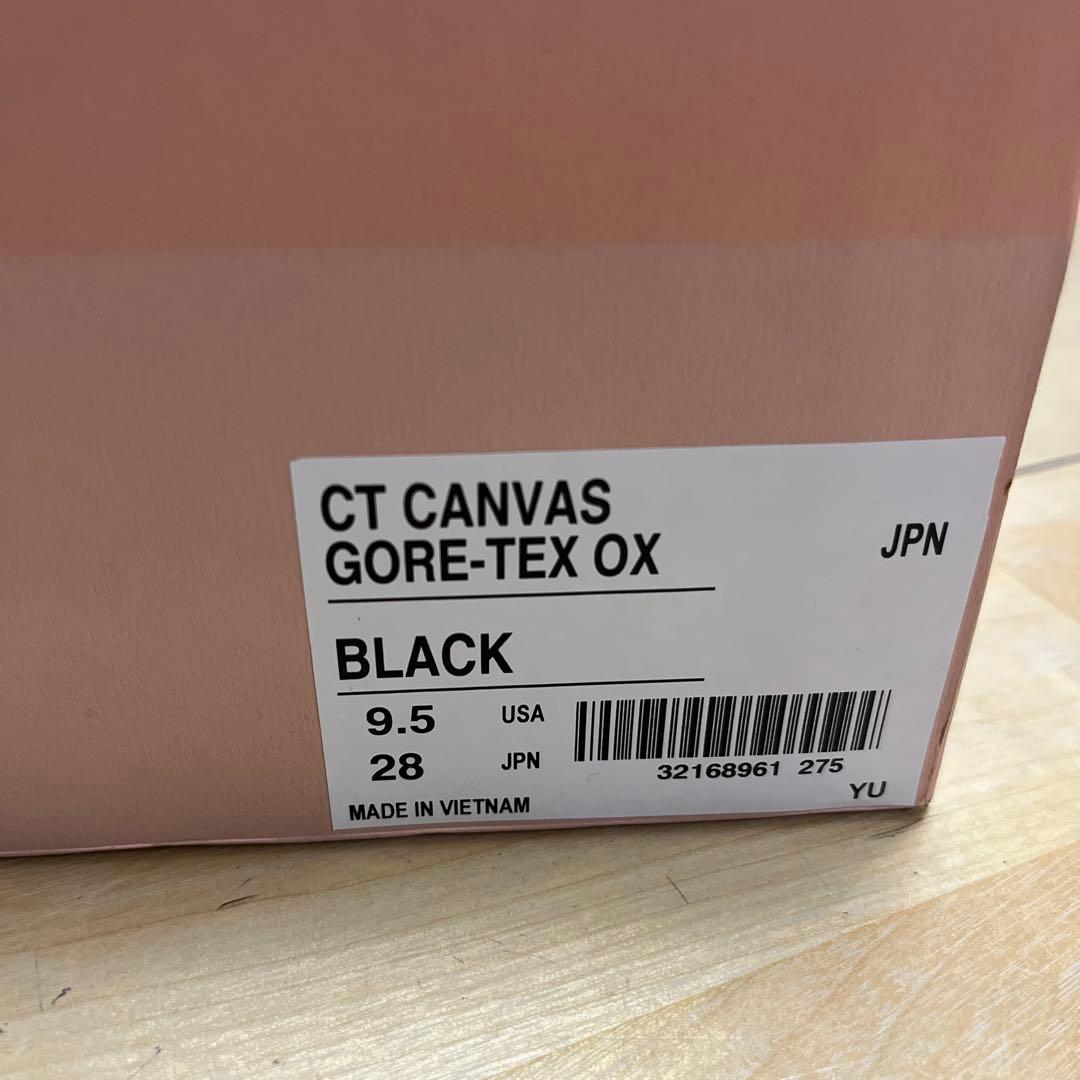 CT CANVAS
GORE-TEX OX
JPN
BLACK
9.5 USA
28 JPN
32168961 275
MADE IN VIETNAM
YU